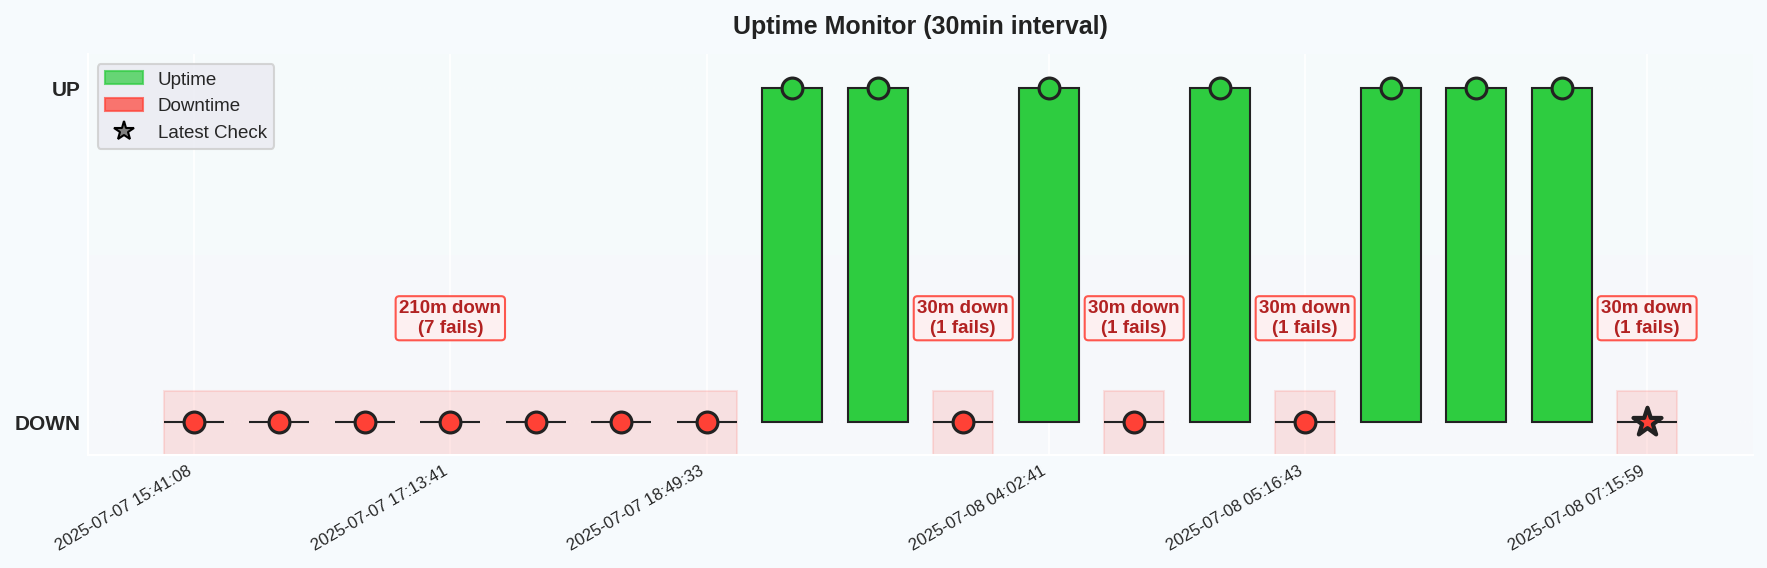 Uptime Monitor (30min interval)
UP
Uptime
Downtime
Latest Check
210m down
(7 fails)
30m down
(1 fails)
30m down
(1 fails)
30m down
(1 fails)
30m down
(1 fails)
DOWN
2025-07-07 15:41:08
2025-07-07 17:13:41
2025-07-07 18:49:33
2025-07-08 04:02:41
2025-07-08 05:16:43
2025-07-08 07:15:59